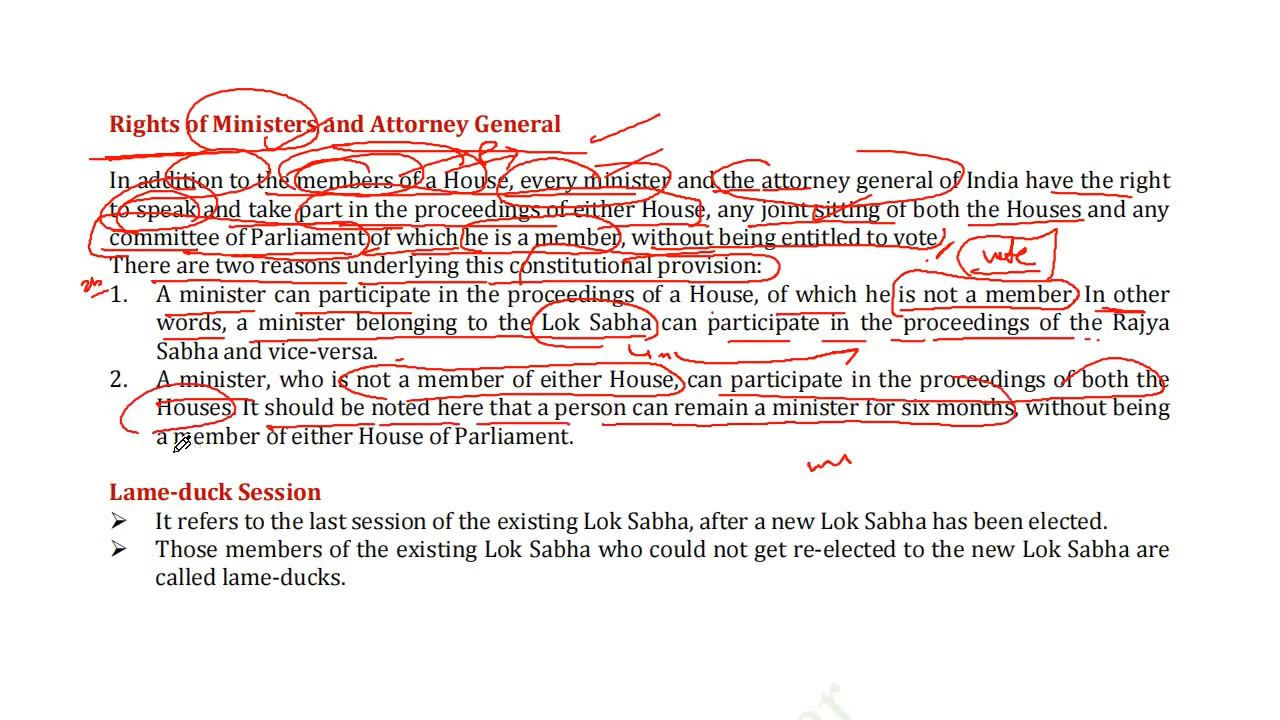 Rights of Ministers and Attorney General
In addition to the members of a House, every minister and the attorney general of India have the right
to speak and take part in the proceedings of either House, any joint sitting of both the Houses and any
committee of Parliament of which he is a member, without being entitled to vote.
vote
There are two reasons underlying this constitutional provision:
1. A minister can participate in the proceedings of a House, of which he is not a member. In other
words, a minister belonging to the Lok Sabha can participate in the proceedings of the Rajya
Sabha and vice-versa.
2. A minister, who is not a member of either House, can participate in the proceedings of both the
Houses. It should be noted here that a person can remain a minister for six months, without being
a member of either House of Parliament.
Lame-duck Session
➢ It refers to the last session of the existing Lok Sabha, after a new Lok Sabha has been elected.
➢ Those members of the existing Lok Sabha who could not get re-elected to the new Lok Sabha are
called lame-ducks.